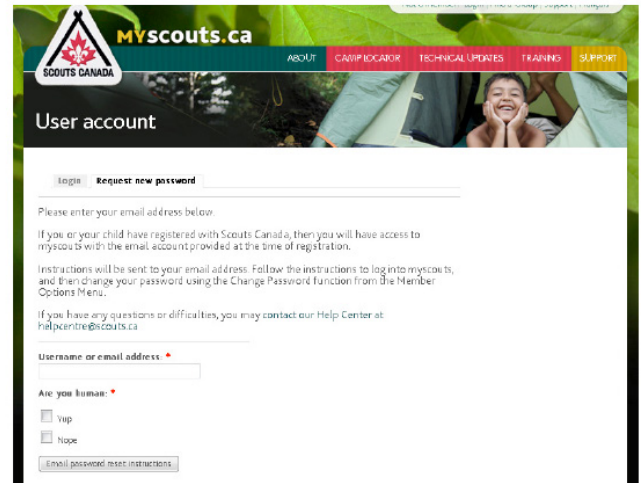 Login | Find a Group | Support | Français
MYscouts.ca
SCOUTS CANADA
ABOUT CAMP LOCATOR TECHNICAL UPDATES TRAINING SUPPORT
User account
Login Request new password
Please enter your email address below.
If you or your child have registered with Scouts Canada, then you will have access to
myscouts with the email account provided at the time of registration.
Instructions will be sent to your email address. Follow the instructions to log into myscouts,
and then change your password using the Change Password function from the Member
Options Menu.
If you have any questions or difficulties, you may contact our Help Center at
helpcentre@scouts.ca
Username or email address: *
Are you human: *
Yup
Nope
Email password reset instructions